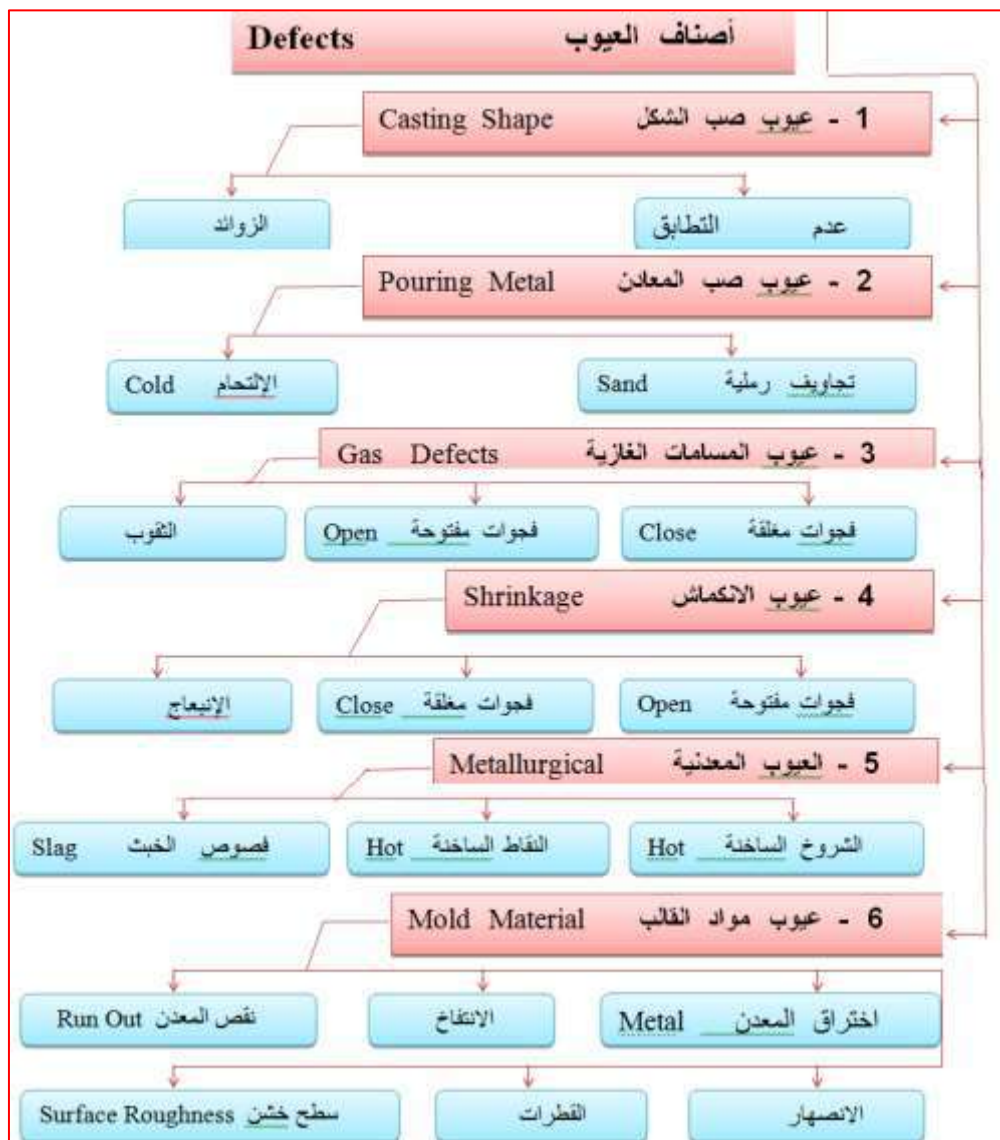 أصناف العيوب Defects
1 - عيوب صب الشكل Casting Shape
عدم التطابق
الزوائد
2 - عيوب صب المعادن Pouring Metal
تجاويف رملية Sand
الإلتحام Cold
3 - عيوب المسامات الغازية Gas Defects
فجوات مغلقة Close
فجوات مفتوحة Open
الثقوب
4 - عيوب الانكماش Shrinkage
فجوات مفتوحة Open
فجوات مغلقة Close
الإنبعاج
5 - العيوب المعدنية Metallurgical
الشروخ الساخنة Hot
النقاط الساخنة Hot
فصوص الخبث Slag
6 - عيوب مواد القالب Mold Material
اختراق المعدن Metal
الانتفاخ
نقص المعدن Run Out
الانصهار
القطرات
سطح خشن Surface Roughness